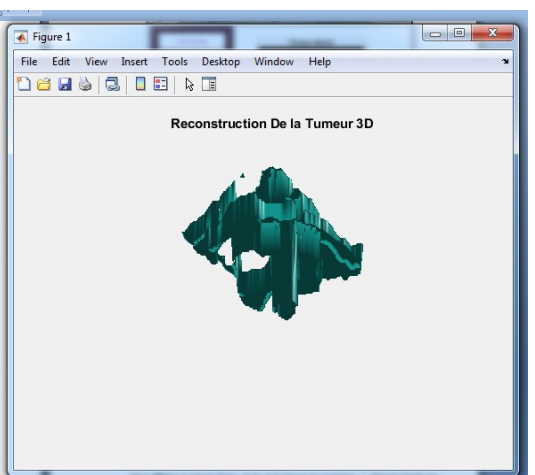 Figure 1
File Edit View Insert Tools Desktop Window Help
Reconstruction De la Tumeur 3D